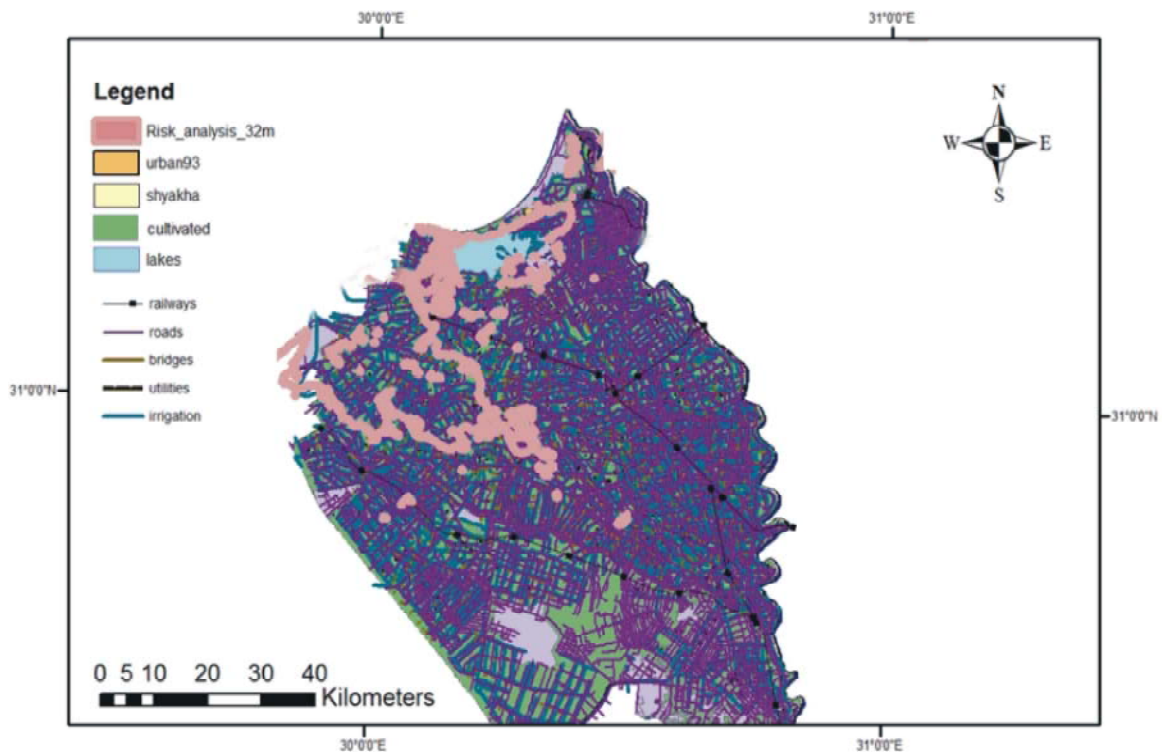 30°0'0"E
31°0'0"E
Legend
Risk_analysis_32m
urban93
shyakha
cultivated
lakes
railways
roads
bridges
utilities
irrigation
N
W
E
S
31°0'0"N
31°0'0"N
0 5 10 20 30 40
Kilometers
30°0'0"E
31°0'0"E